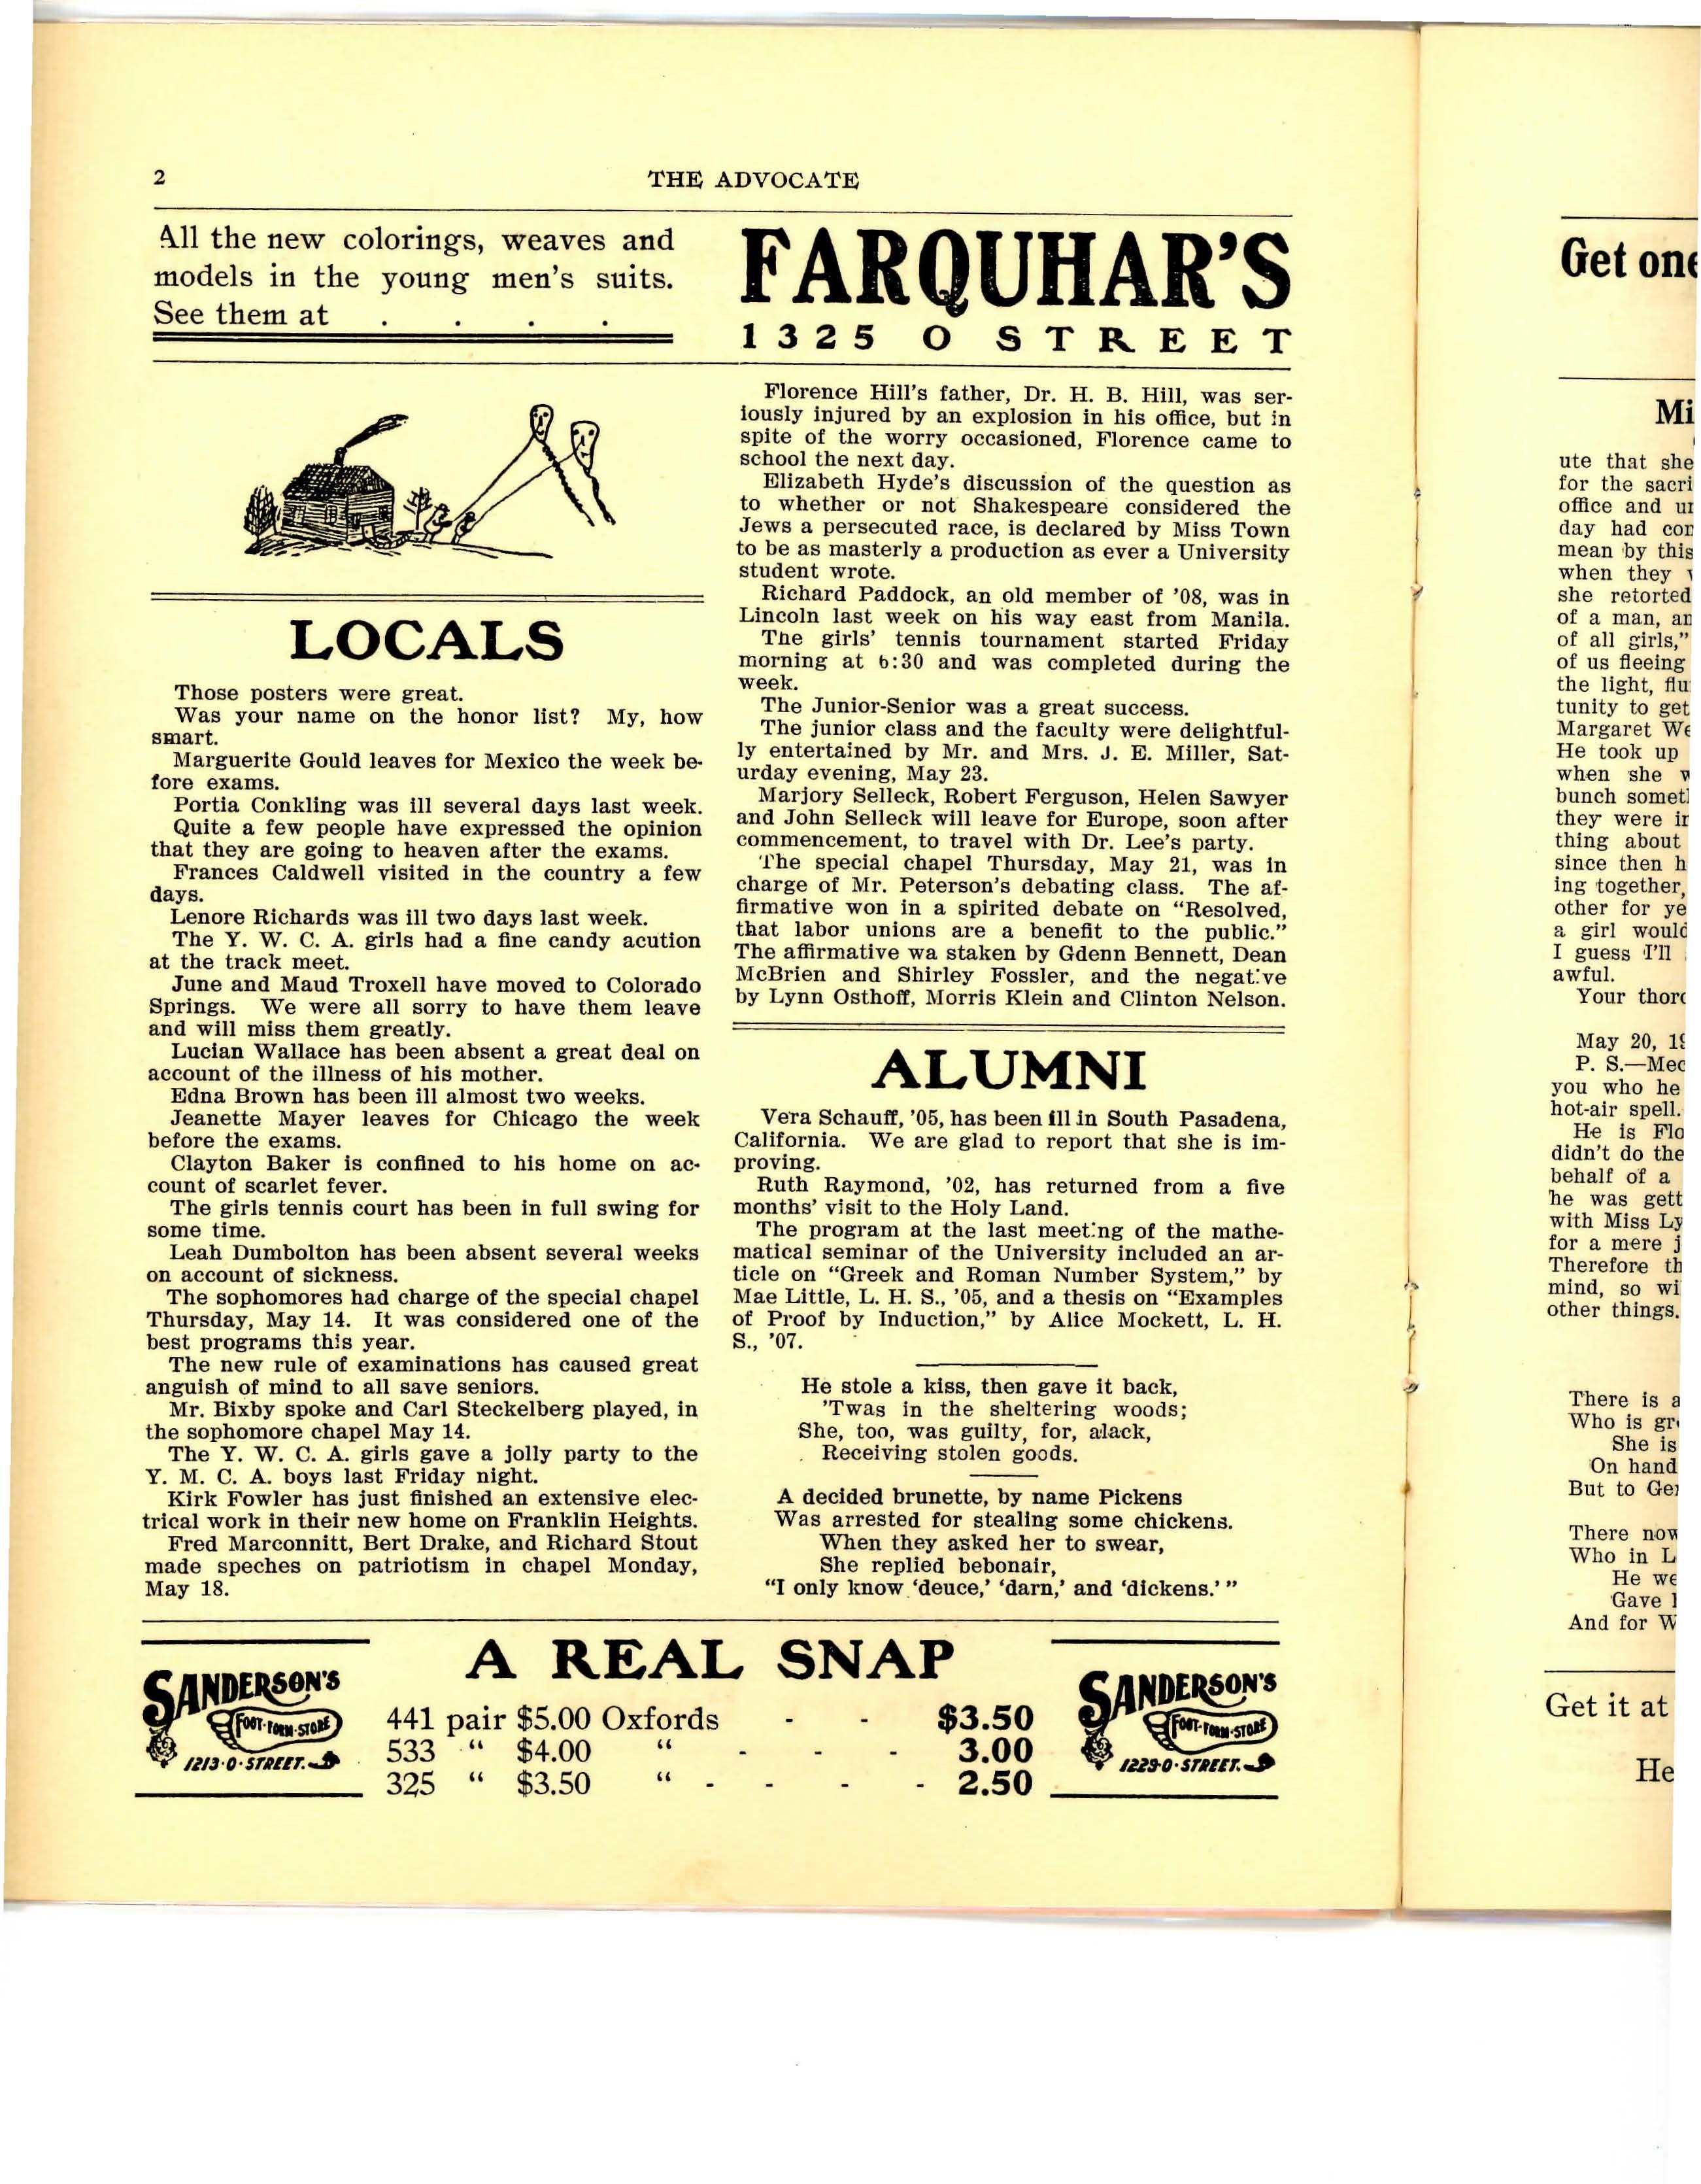 2
THE ADVOCATE
All the new colorings, weaves and
models in the young men's suits.
See them at . . . .
FARQUHAR'S
1325 O STREET
LOCALS
Those posters were great.
Was your name on the honor list? My, how
smart.
Marguerite Gould leaves for Mexico the week be-
fore exams.
Portia Conkling was ill several days last week.
Quite a few people have expressed the opinion
that they are going to heaven after the exams.
Frances Caldwell visited in the country a few
days.
Lenore Richards was ill two days last week.
The Y. W. C. A. girls had a fine candy acution
at the track meet.
June and Maud Troxell have moved to Colorado
Springs. We were all sorry to have them leave
and will miss them greatly.
Lucian Wallace has been absent a great deal on
account of the illness of his mother.
Edna Brown has been ill almost two weeks.
Jeanette Mayer leaves for Chicago the week
before the exams.
Clayton Baker is confined to his home on ac-
count of scarlet fever.
The girls tennis court has been in full swing for
some time.
Leah Dumbolton has been absent several weeks
on account of sickness.
The sophomores had charge of the special chapel
Thursday, May 14. It was considered one of the
best programs this year.
The new rule of examinations has caused great
anguish of mind to all save seniors.
Mr. Bixby spoke and Carl Steckelberg played, in
the sophomore chapel May 14.
The Y. W. C. A. girls gave a jolly party to the
Y. M. C. A. boys last Friday night.
Kirk Fowler has just finished an extensive elec-
trical work in their new home on Franklin Heights.
Fred Marconnitt, Bert Drake, and Richard Stout
made speches on patriotism in chapel Monday,
May 18.
Florence Hill's father, Dr. H. B. Hill, was ser-
iously injured by an explosion in his office, but in
spite of the worry occasioned, Florence came to
school the next day.
Elizabeth Hyde's discussion of the question as
to whether or not Shakespeare considered the
Jews a persecuted race, is declared by Miss Town
to be as masterly a production as ever a University
student wrote.
Richard Paddock, an old member of '08, was in
Lincoln last week on his way east from Manila.
The girls' tennis tournament started Friday
morning at 6:30 and was completed during the
week.
The Junior-Senior was a great success.
The junior class and the faculty were delightful-
ly entertained by Mr. and Mrs. J. E. Miller, Sat-
urday evening, May 23.
Marjory Selleck, Robert Ferguson, Helen Sawyer
and John Selleck will leave for Europe, soon after
commencement, to travel with Dr. Lee's party.
The special chapel Thursday, May 21, was in
charge of Mr. Peterson's debating class. The af-
firmative won in a spirited debate on "Resolved,
that labor unions are a benefit to the public."
The affirmative wa staken by Gdenn Bennett, Dean
McBrien and Shirley Fossler, and the negative
by Lynn Osthoff, Morris Klein and Clinton Nelson.
ALUMNI
Vera Schauff, '05, has been ill in South Pasadena,
California. We are glad to report that she is im-
proving.
Ruth Raymond, '02, has returned from a five
months' visit to the Holy Land.
The program at the last meeting of the mathe-
matical seminar of the University included an ar-
ticle on "Greek and Roman Number System," by
Mae Little, L. H. S., '05, and a thesis on "Examples
of Proof by Induction," by Alice Mockett, L. H.
S., '07.
He stole a kiss, then gave it back,
'Twas in the sheltering woods;
She, too, was guilty, for, alack,
Receiving stolen goods.
A decided brunette, by name Pickens
Was arrested for stealing some chickens.
When they asked her to swear,
She replied bebonair,
"I only know 'deuce,' 'darn,' and 'dickens.'"
SANDERSON'S
FOOT-FORM-STORE
1213·O·STREET.
A REAL SNAP
441 pair $5.00 Oxfords - - $3.50
533 " $4.00 " - - - 3.00
325 " $3.50 " - - - - 2.50
SANDERSON'S
FOOT-FORM-STORE
1229·O·STREET.
Get one
Mi
ute that she
for the sacri
office and
day had
mean by this
when they
she retorted
of a man,
of all girls,"
of us fleeing
the light, flu
tunity to get
Margaret We
He took up
when she
bunch
they were
thing about
since then h
ing together,
other for ye
a girl would
I guess I'll
awful.
Your
May 20, 19
P. S.—Mec
you who he
hot-air spell.
He is Flo
didn't do the
behalf of a
he was gett
with Miss Ly
for a mere j
Therefore th
mind, so wi
other things.
There is a
Who is
She is
On hand
But to
There now
Who in L
He we
Gave
And for W
Get it at
He